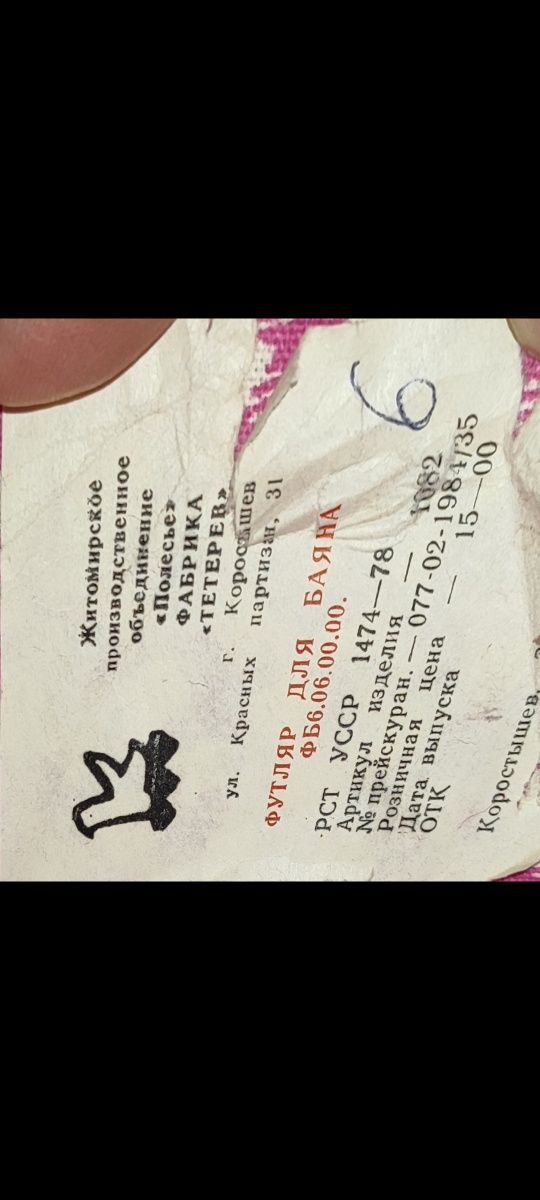 Житомирское
производственное
объединение
«Полесье»
ФАБРИКА
«ТЕТЕРЕВ»
г. Коростышев
ул. Красных партизан, 31
ФУТЛЯР ДЛЯ БАЯНА
ФБ6.06.00.00.
РСТ УССР 1474—78
Артикул изделия — 1082
№ прейскуран. — 077-02-1984/35
Розничная цена — 15—00
Дата выпуска
ОТК 6
Коростышев,